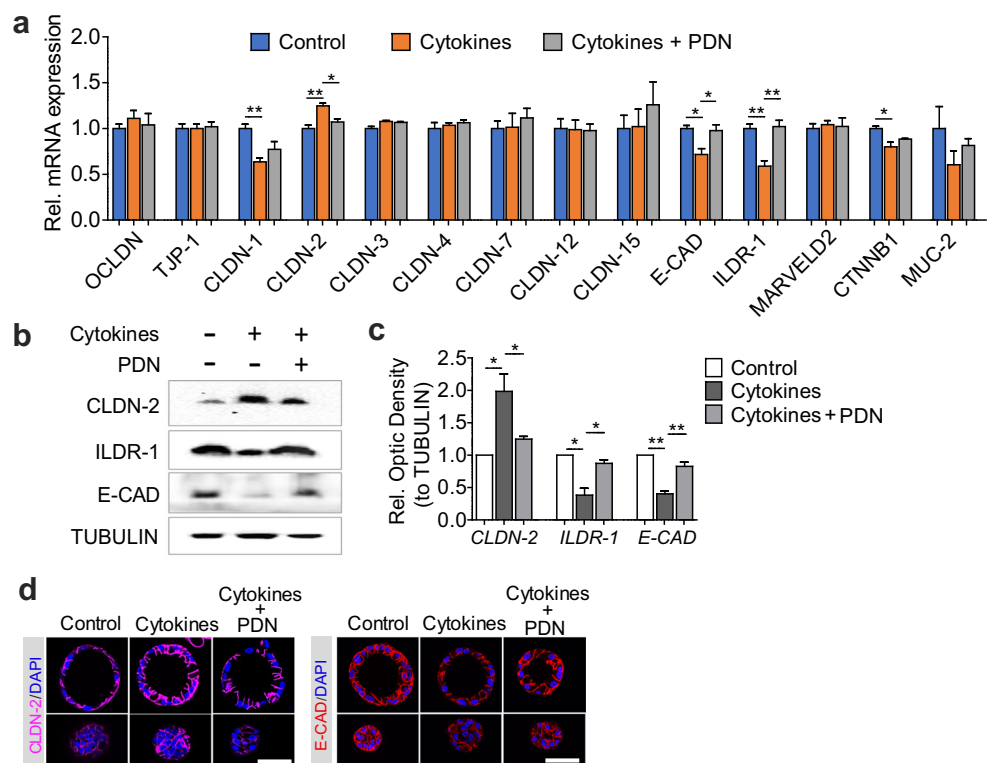 a
Control Cytokines Cytokines + PDN
Rel. mRNA expression
2.0
1.5
1.0
0.5
0.0
** ** * * * ** ** *
OCLDN TJP-1 CLDN-1 CLDN-2 CLDN-3 CLDN-4 CLDN-7 CLDN-12 CLDN-15 E-CAD ILDR-1 MARVELD2 CTNNB1 MUC-2
b
Cytokines - + +
PDN - - +
CLDN-2
ILDR-1
E-CAD
TUBULIN
c
Rel. Optic Density
(to TUBULIN)
2.5
2.0
1.5
1.0
0.5
0.0
* * * * ** **
CLDN-2 ILDR-1 E-CAD
Control
Cytokines
Cytokines + PDN
d
CLDN-2/DAPI
Control Cytokines Cytokines
+
PDN
E-CAD/DAPI
Control Cytokines Cytokines
+
PDN